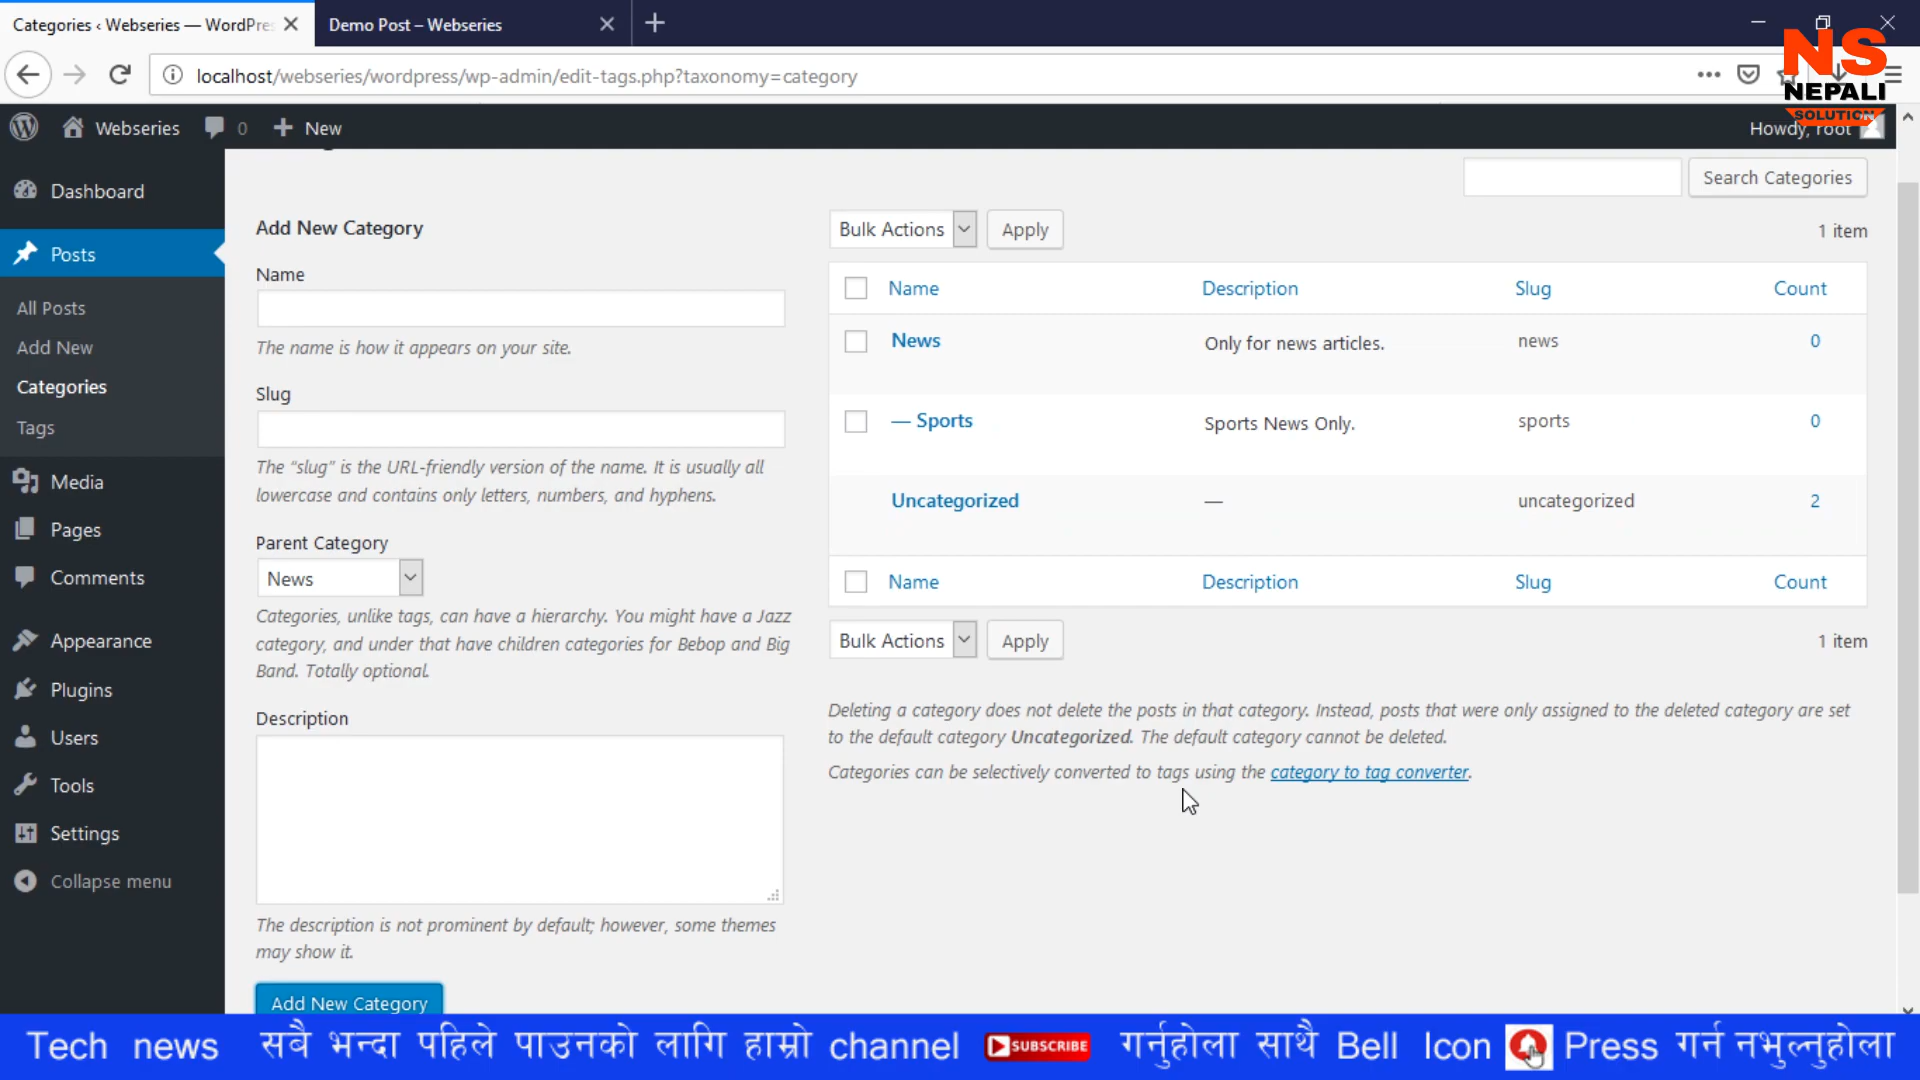 Categories ‹ Webseries — WordPre
Demo Post – Webseries
localhost/webseries/wordpress/wp-admin/edit-tags.php?taxonomy=category
NS
NEPALI
SOLUTION
Webseries
0
New
Howdy, root
Dashboard
Posts
All Posts
Add New
Categories
Tags
Media
Pages
Comments
Appearance
Plugins
Users
Tools
Settings
Collapse menu
Search Categories
Add New Category
Name
The name is how it appears on your site.
Slug
The “slug” is the URL-friendly version of the name. It is usually all
lowercase and contains only letters, numbers, and hyphens.
Parent Category
News
Categories, unlike tags, can have a hierarchy. You might have a Jazz
category, and under that have children categories for Bebop and Big
Band. Totally optional.
Description
The description is not prominent by default; however, some themes
may show it.
Add New Category
Bulk Actions Apply 1 item
Name Description Slug Count
News Only for news articles. news 0
— Sports Sports News Only. sports 0
Uncategorized — uncategorized 2
Name Description Slug Count
Bulk Actions Apply 1 item
Deleting a category does not delete the posts in that category. Instead, posts that were only assigned to the deleted category are set
to the default category Uncategorized. The default category cannot be deleted.
Categories can be selectively converted to tags using the category to tag converter.
Tech news सबै भन्दा पहिले पाउनको लागि हाम्रो channel SUBSCRIBE गर्नुहोला साथै Bell Icon Press गर्न नभुल्नुहोला